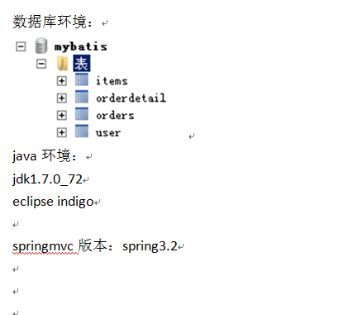 数据库环境：
mybatis
表
items
orderdetail
orders
user
java 环境：
jdk1.7.0_72
eclipse indigo
springmvc 版本：spring3.2